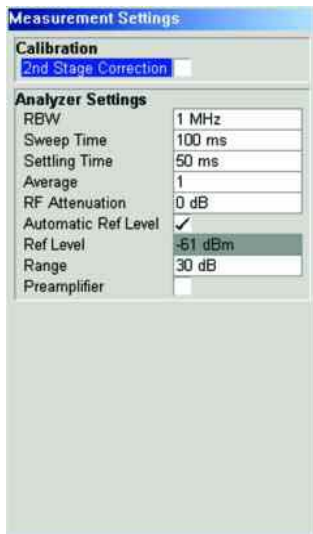 Measurement Settings
Calibration
2nd Stage Correction
Analyzer Settings
RBW 1 MHz
Sweep Time 100 ms
Settling Time 50 ms
Average 1
RF Attenuation 0 dB
Automatic Ref Level ✓
Ref Level -61 dBm
Range 30 dB
Preamplifier